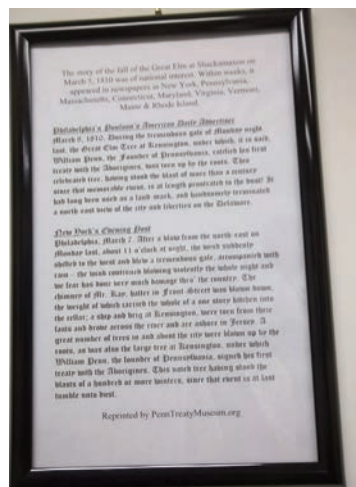 The story of the fall of the Great Elm at Shackamaxon on
March 5, 1810 was of national interest. Within weeks, it
appeared in newspapers in New York, Pennsylvania,
Massachusetts, Connecticut, Maryland, Virginia, Vermont,
Maine & Rhode Island.
Philadelphia's Poulson's American Daily Advertiser
March 8, 1810. During the tremendous gale of Monday night
last, the Great Elm Tree at Kensington, under which, it is said,
William Penn, the Founder of Pennsylvania, ratified his first
treaty with the Aborigines, was torn up by the roots. This
celebrated tree, having stood the blast of more than a century
since that memorable event, is at length prostrated to the dust! It
had long been used as a land mark, and handsomely terminated
a north east view of the city and liberties on the Delaware.
New York's Evening Post
Philadelphia, March 7. After a blow from the north-east on
Monday last, about 11 o'clock at night, the wind suddenly
shifted to the west and blew a tremendous gale, accompanied with
rain - the wind continued blowing violently the whole night and
we fear has done very much damage thro' the country. The
chimney of Mr. Kay, hatter in Front Street was blown down,
the weight of which carried the whole of a one story kitchen into
the cellar; a ship and brig at Kensington, were torn from their
fasts and drove across the river and are ashore in Jersey. A
great number of trees in and about the city were blown up by the
roots, as was also the large tree at Kensington, under which
William Penn, the founder of Pennsylvania, signed his first
treaty with the Aborigines. This noted tree having stood the
blasts of a hundred or more winters, since that event is at last
tumble unto dust.
Reprinted by PennTreatyMuseum.org